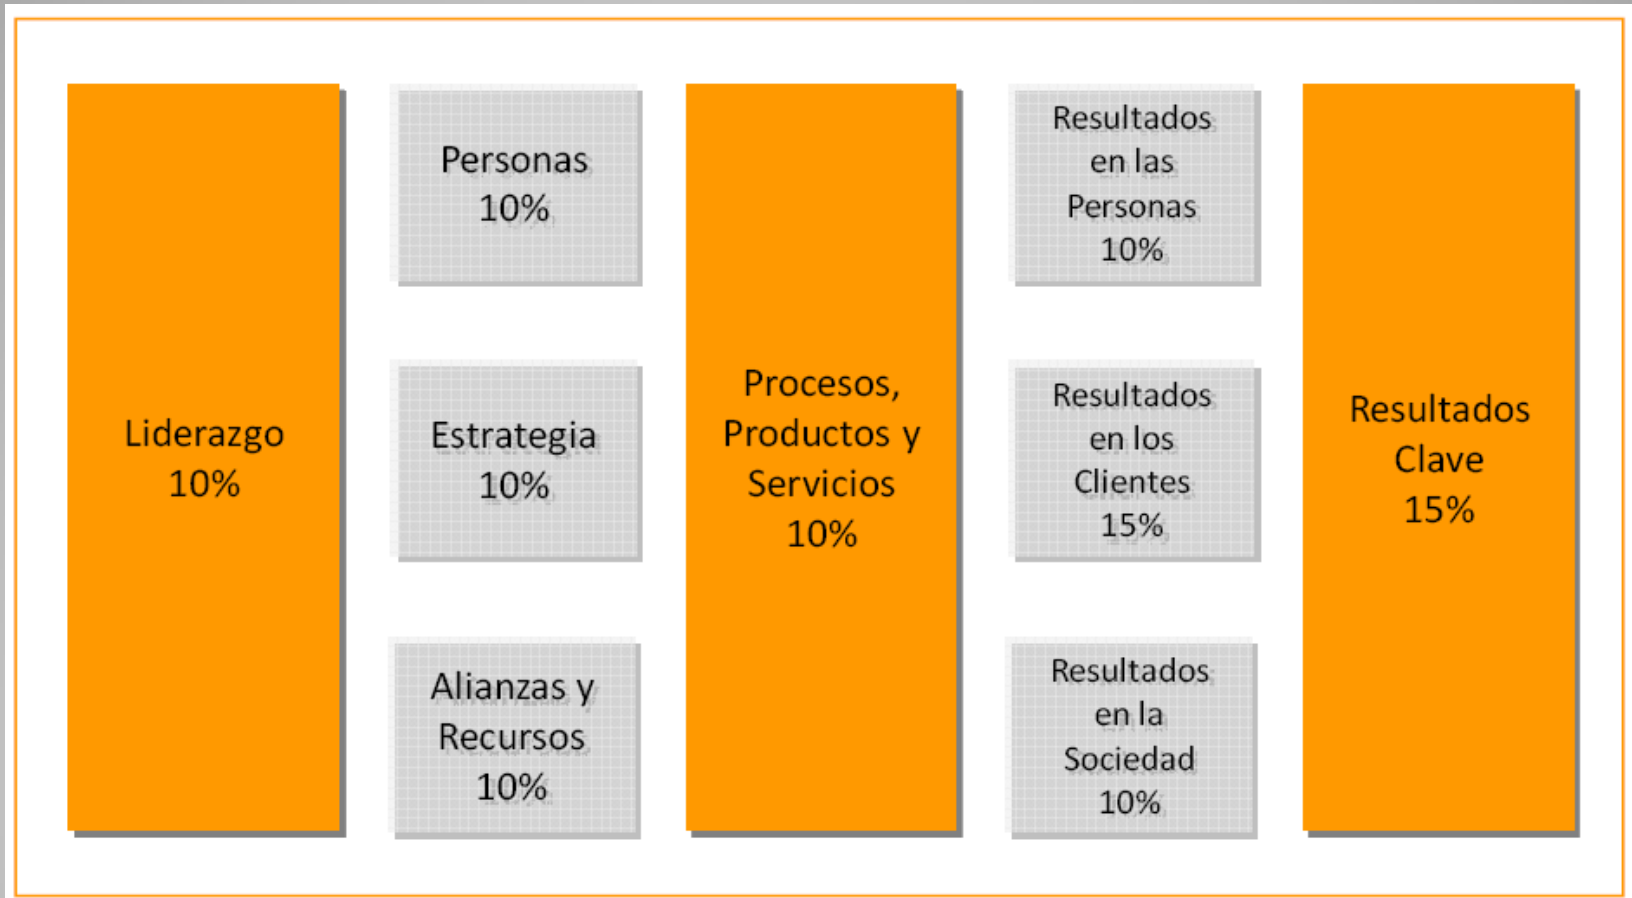 Liderazgo
10%
Personas
10%
Estrategia
10%
Alianzas y
Recursos
10%
Procesos,
Productos y
Servicios
10%
Resultados
en las
Personas
10%
Resultados
en los
Clientes
15%
Resultados
en la
Sociedad
10%
Resultados
Clave
15%